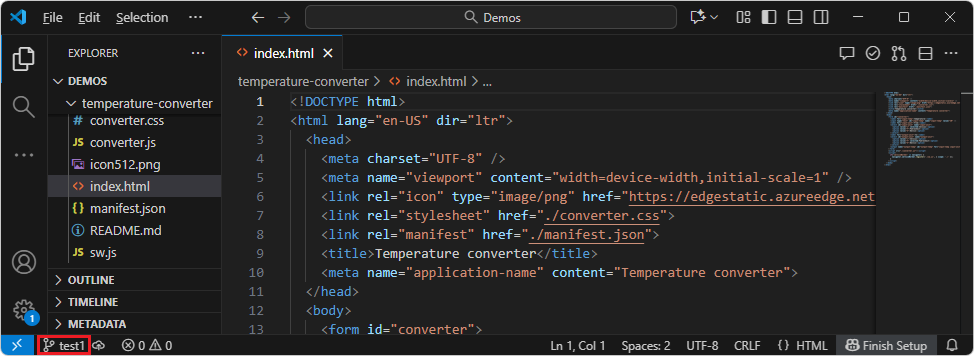 File Edit Selection ··· Demos
EXPLORER ···
DEMOS
temperature-converter
# converter.css
JS converter.js
icon512.png
<> index.html
{} manifest.json
README.md
JS sw.js
OUTLINE
TIMELINE
METADATA
<> index.html
temperature-converter > <> index.html > ...
1 <!DOCTYPE html>
2 <html lang="en-US" dir="ltr">
3 <head>
4 <meta charset="UTF-8" />
5 <meta name="viewport" content="width=device-width,initial-scale=1" />
6 <link rel="icon" type="image/png" href="https://edgestatic.azureedge.net
7 <link rel="stylesheet" href="./converter.css">
8 <link rel="manifest" href="./manifest.json">
9 <title>Temperature converter</title>
10 <meta name="application-name" content="Temperature converter">
11 </head>
12 <body>
13 <form id="converter">
1
test1 0 0 Ln 1, Col 1 Spaces: 2 UTF-8 CRLF {} HTML Finish Setup